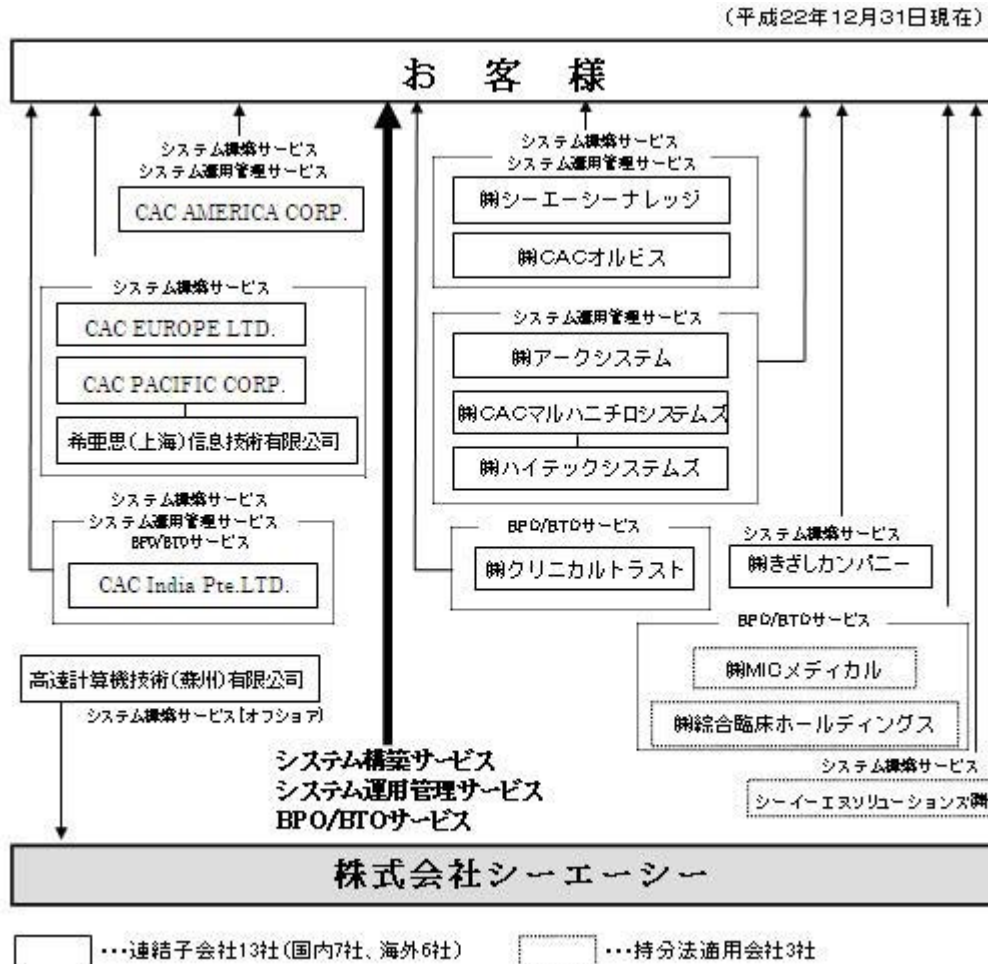 (平成22年12月31日現在)
お 客 様
システム構築サービス
システム運用管理サービス
CAC AMERICA CORP.
システム構築サービス
CAC EUROPE LTD.
CAC PACIFIC CORP.
希亜思(上海)信息技術有限公司
システム構築サービス
システム運用管理サービス
BPO/BTOサービス
CAC India Pte.LTD.
高達計算機技術(蘇州)有限公司
システム構築サービス[オフショア]
システム構築サービス
システム運用管理サービス
BPO/BTOサービス
システム構築サービス
システム運用管理サービス
㈱シーエーシーナレッジ
㈱CACオルビス
システム運用管理サービス
㈱アークシステム
㈱CACマルハニチロシステムズ
㈱ハイテックシステムズ
BPO/BTOサービス
㈱クリニカルトラスト
システム構築サービス
㈱きざしカンパニー
BPO/BTOサービス
㈱MICメディカル
㈱綜合臨床ホールディングス
システム構築サービス
シーイーエヌソリューションズ㈱
株式会社シーエーシー
…連結子会社13社(国内7社、海外6社)
…持分法適用会社3社